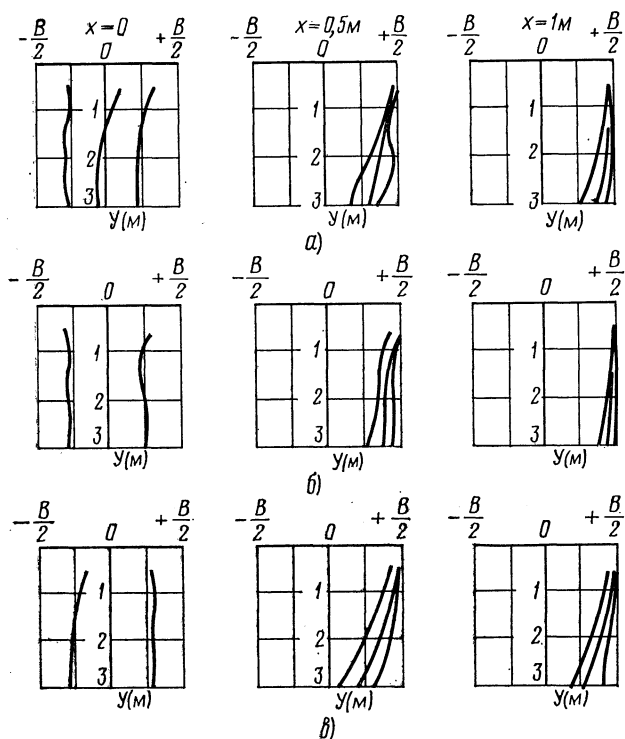 x=0 x=0,5м x=1м
-B/2 0 +B/2 -B/2 0 +B/2 -B/2 0 +B/2
1 1 1
2 2 2
3 3 3
У(м) У(м) У(м)
а)
-B/2 0 +B/2 -B/2 0 +B/2 -B/2 0 +B/2
1 1 1
2 2 2
3 3 3
У(м) У(м) У(м)
б)
-B/2 0 +B/2 -B/2 0 +B/2 -B/2 0 +B/2
1 1 1
2 2 2
3 3 3
У(м) У(м) У(м)
в)